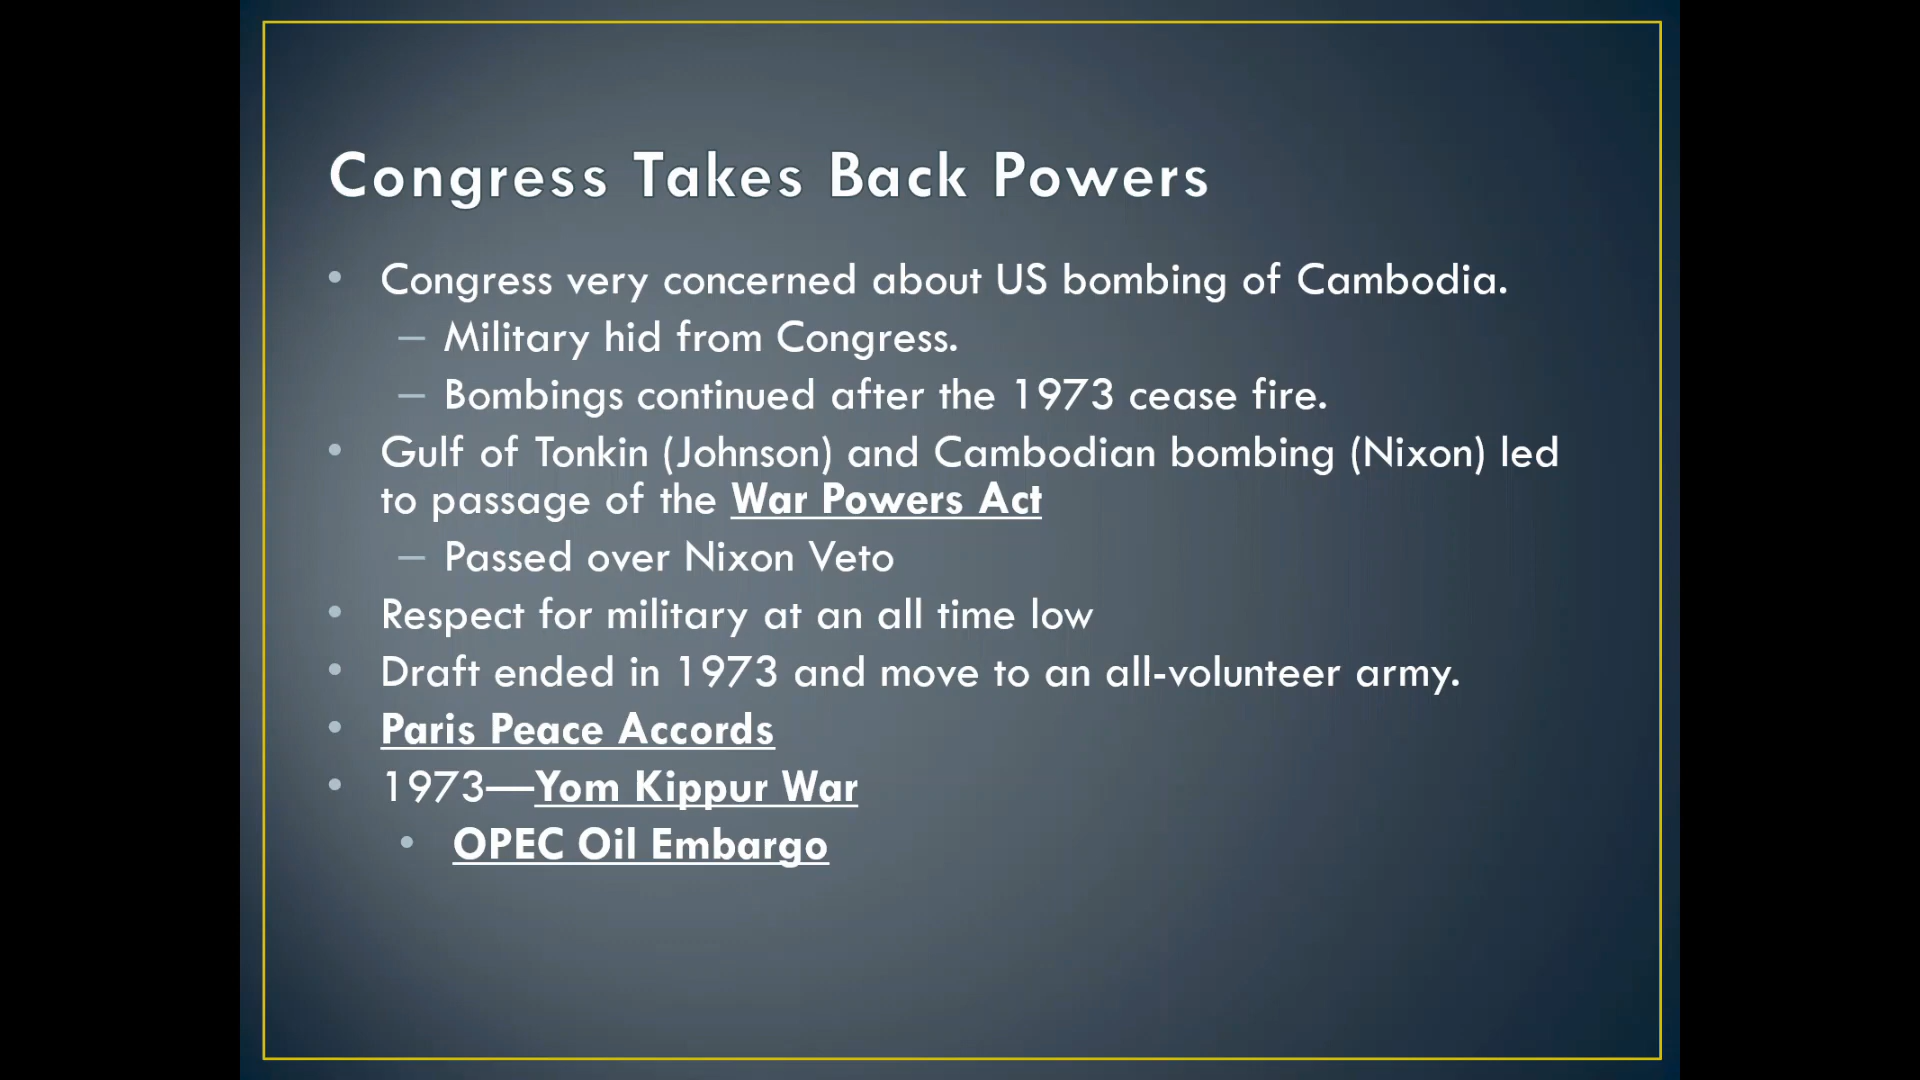 Congress Takes Back Powers
• Congress very concerned about US bombing of Cambodia.
– Military hid from Congress.
– Bombings continued after the 1973 cease fire.
• Gulf of Tonkin (Johnson) and Cambodian bombing (Nixon) led
to passage of the War Powers Act
– Passed over Nixon Veto
• Respect for military at an all time low
• Draft ended in 1973 and move to an all-volunteer army.
• Paris Peace Accords
• 1973—Yom Kippur War
• OPEC Oil Embargo